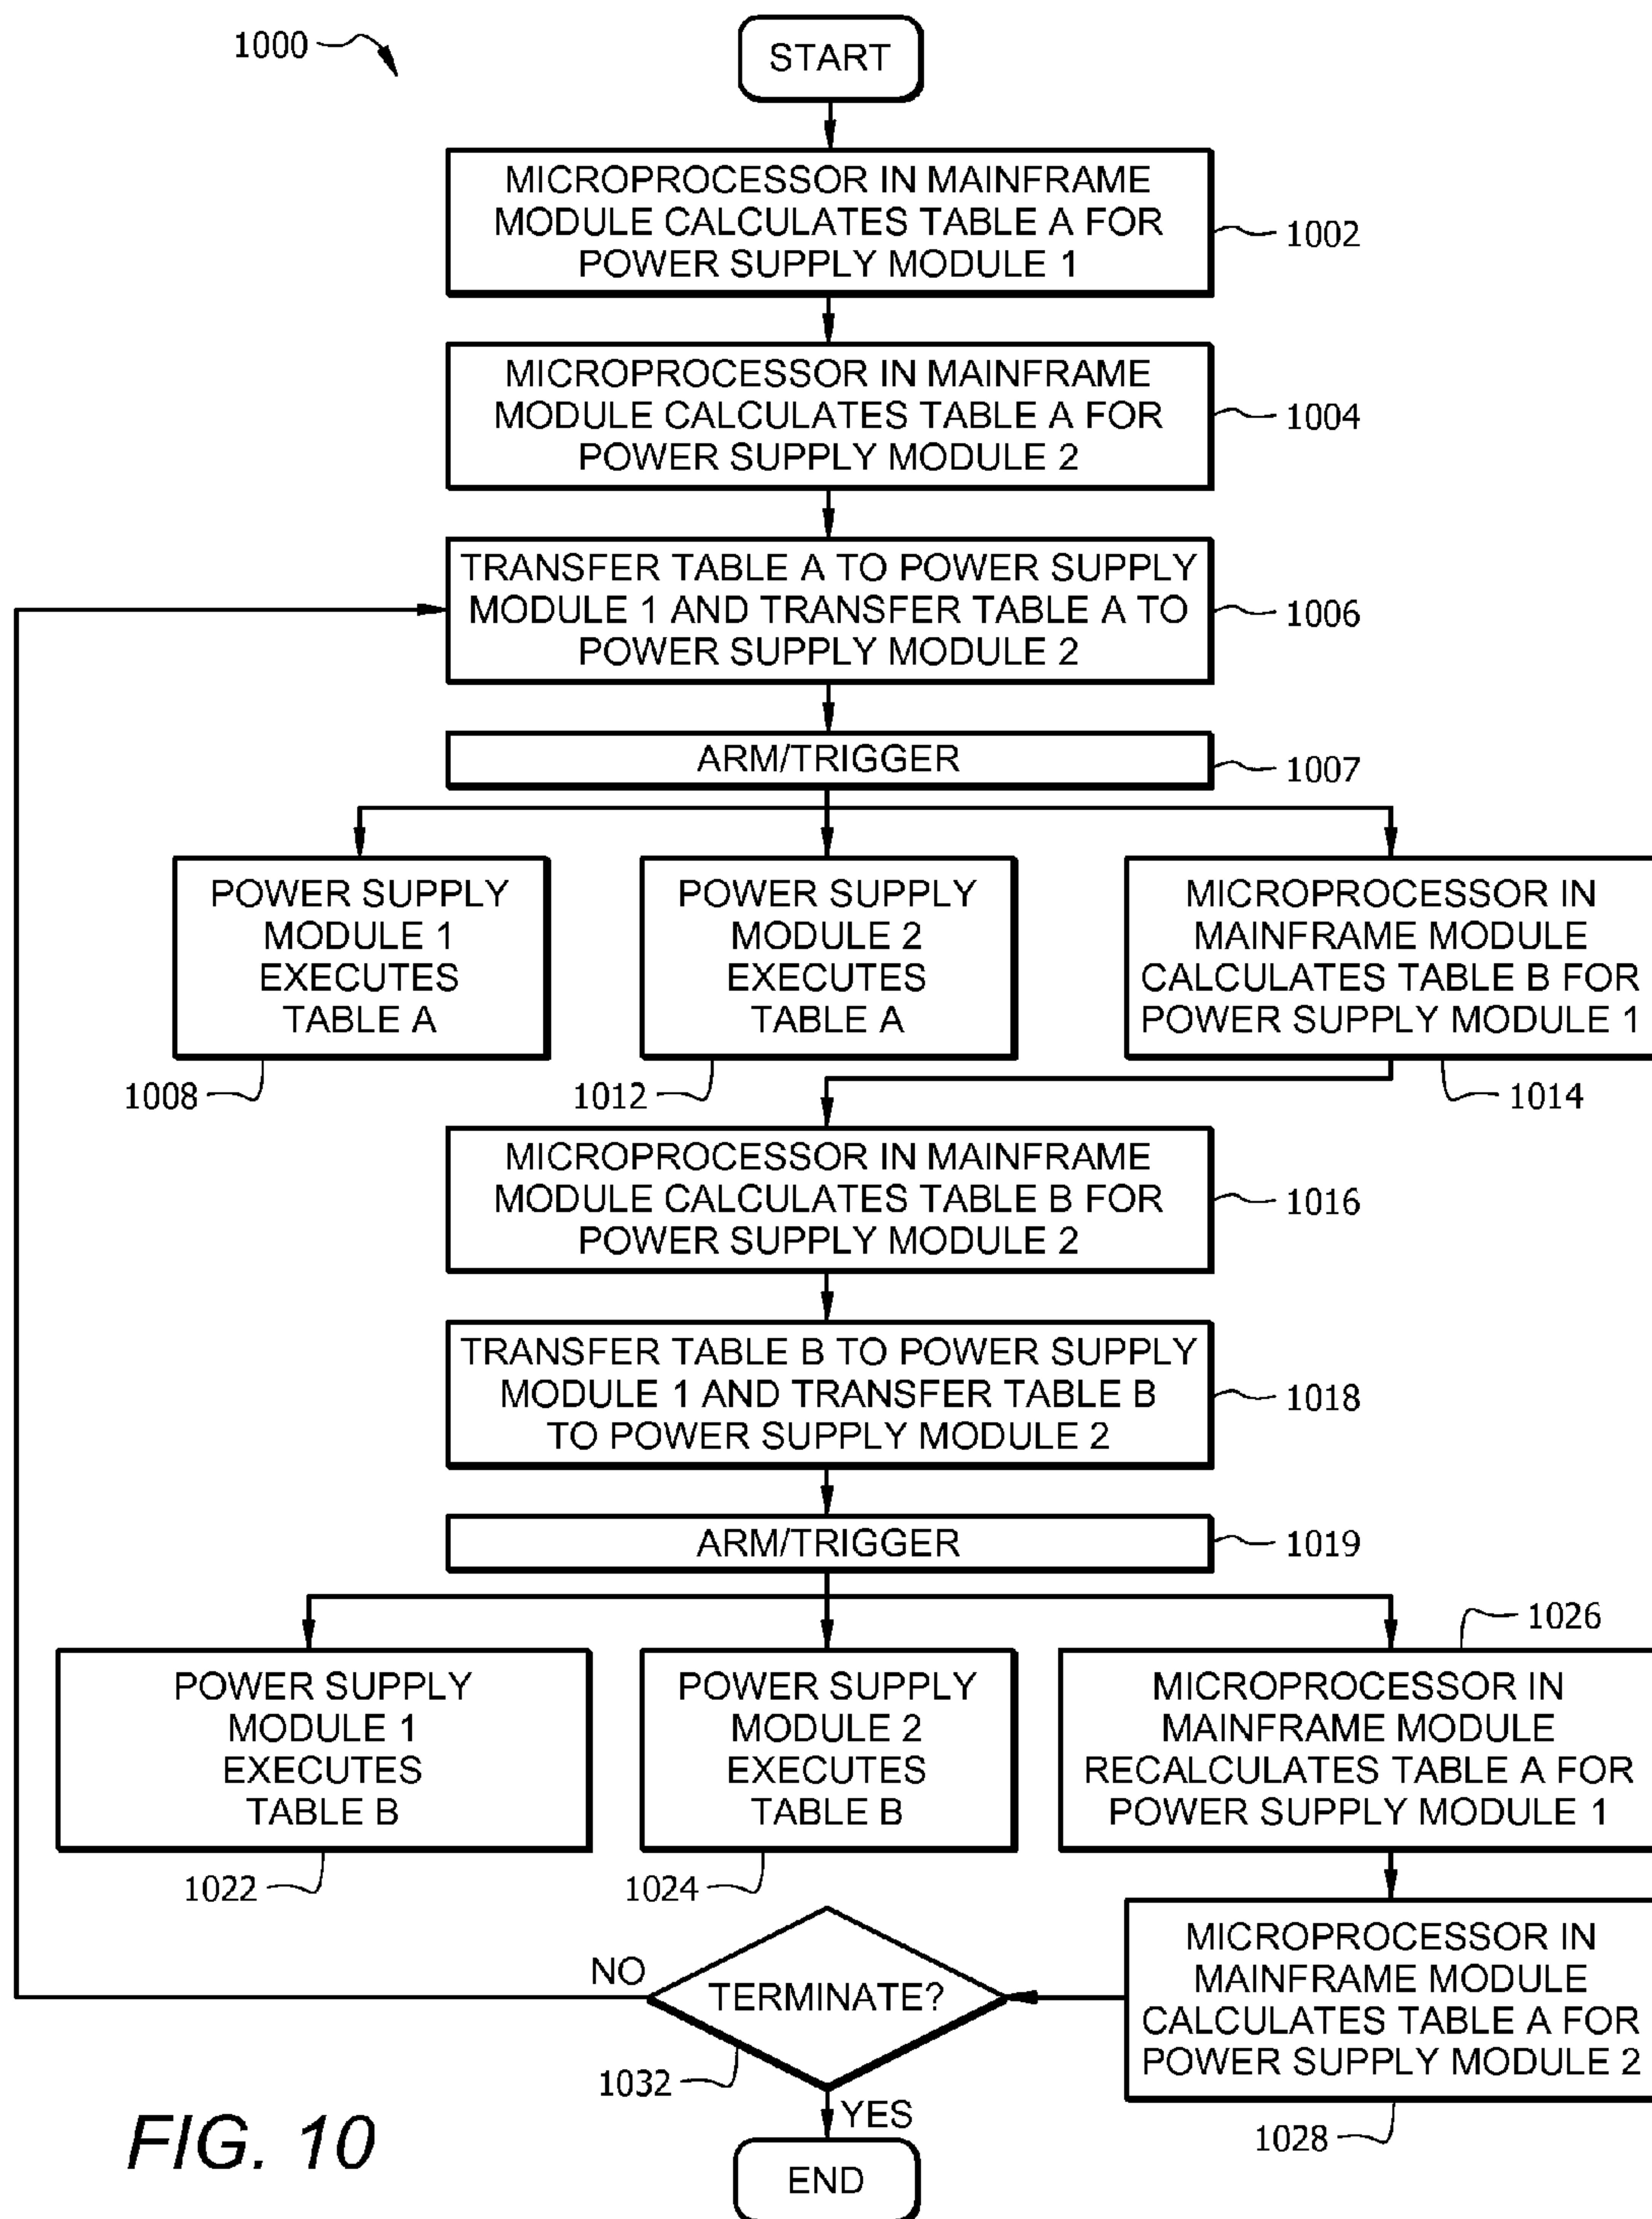 1000
START
MICROPROCESSOR IN MAINFRAME
MODULE CALCULATES TABLE A FOR
POWER SUPPLY MODULE 1
1002
MICROPROCESSOR IN MAINFRAME
MODULE CALCULATES TABLE A FOR
POWER SUPPLY MODULE 2
1004
TRANSFER TABLE A TO POWER SUPPLY
MODULE 1 AND TRANSFER TABLE A TO
POWER SUPPLY MODULE 2
1006
ARM/TRIGGER
1007
POWER SUPPLY
MODULE 1
EXECUTES
TABLE A
1008
POWER SUPPLY
MODULE 2
EXECUTES
TABLE A
1012
MICROPROCESSOR IN
MAINFRAME MODULE
CALCULATES TABLE B FOR
POWER SUPPLY MODULE 1
1014
MICROPROCESSOR IN MAINFRAME
MODULE CALCULATES TABLE B FOR
POWER SUPPLY MODULE 2
1016
TRANSFER TABLE B TO POWER SUPPLY
MODULE 1 AND TRANSFER TABLE B
TO POWER SUPPLY MODULE 2
1018
ARM/TRIGGER
1019
POWER SUPPLY
MODULE 1
EXECUTES
TABLE B
1022
POWER SUPPLY
MODULE 2
EXECUTES
TABLE B
1024
1026
MICROPROCESSOR IN
MAINFRAME MODULE
RECALCULATES TABLE A FOR
POWER SUPPLY MODULE 1
MICROPROCESSOR IN
MAINFRAME MODULE
CALCULATES TABLE A FOR
POWER SUPPLY MODULE 2
1028
NO
TERMINATE?
1032
YES
END
FIG. 10